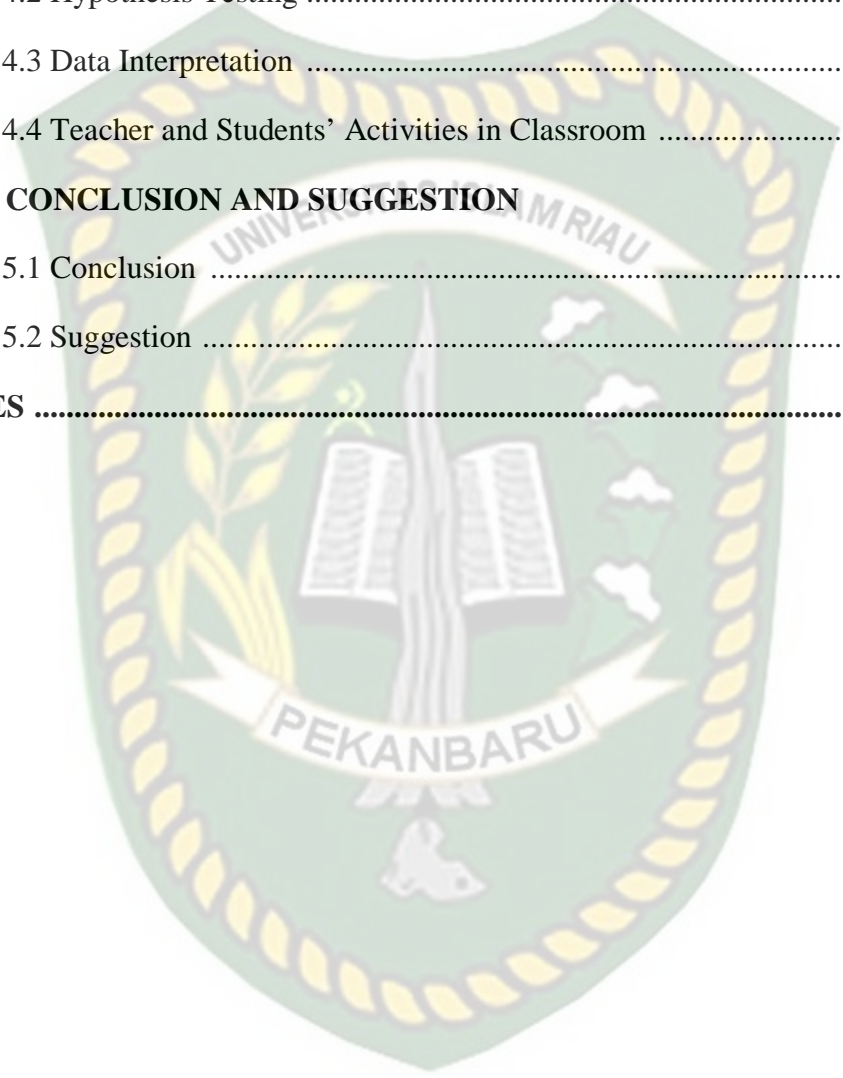 4.2 Hypothesis Testing ..........................................................
4.3 Data Interpretation ..........................................................
4.4 Teacher and Students’ Activities in Classroom ....................
CONCLUSION AND SUGGESTION
UNIVERSITAS ISLAM RIAU
5.1 Conclusion ....................................................................
5.2 Suggestion .....................................................................
ES .......................................................................................
PEKANBARU